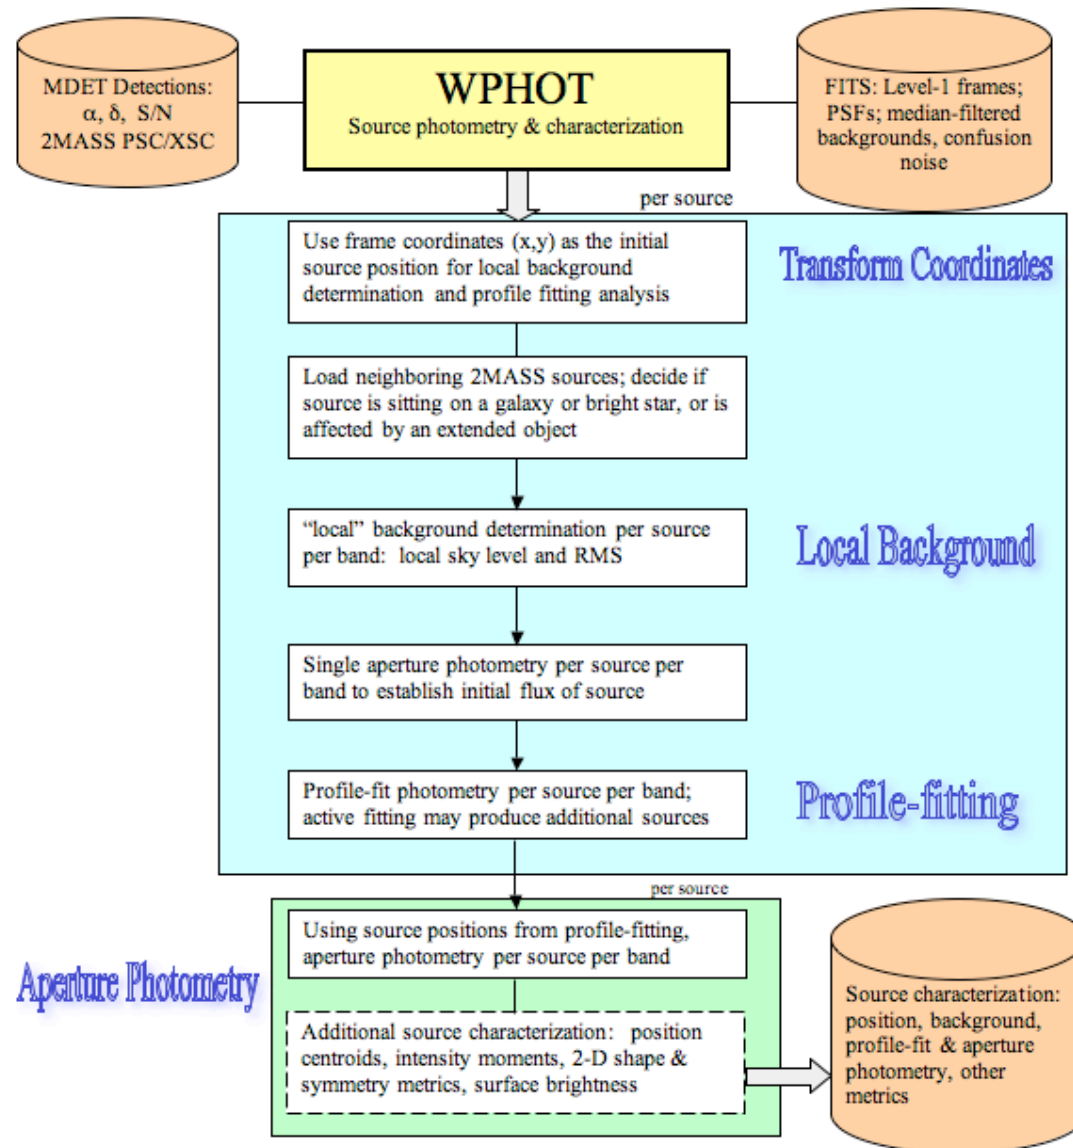 MDET Detections:
α, δ, S/N
2MASS PSC/XSC
WPHOT
Source photometry & characterization
FITS: Level-1 frames;
PSFs; median-filtered
backgrounds, confusion
noise
per source
Use frame coordinates (x,y) as the initial
source position for local background
determination and profile fitting analysis
Transform Coordinates
Load neighboring 2MASS sources; decide if
source is sitting on a galaxy or bright star, or is
affected by an extended object
“local” background determination per source
per band: local sky level and RMS
Local Background
Single aperture photometry per source per
band to establish initial flux of source
Profile-fit photometry per source per band;
active fitting may produce additional sources
Profile-fitting
per source
Using source positions from profile-fitting,
aperture photometry per source per band
Aperture Photometry
Additional source characterization: position
centroids, intensity moments, 2-D shape &
symmetry metrics, surface brightness
Source characterization:
position, background,
profile-fit & aperture
photometry, other
metrics